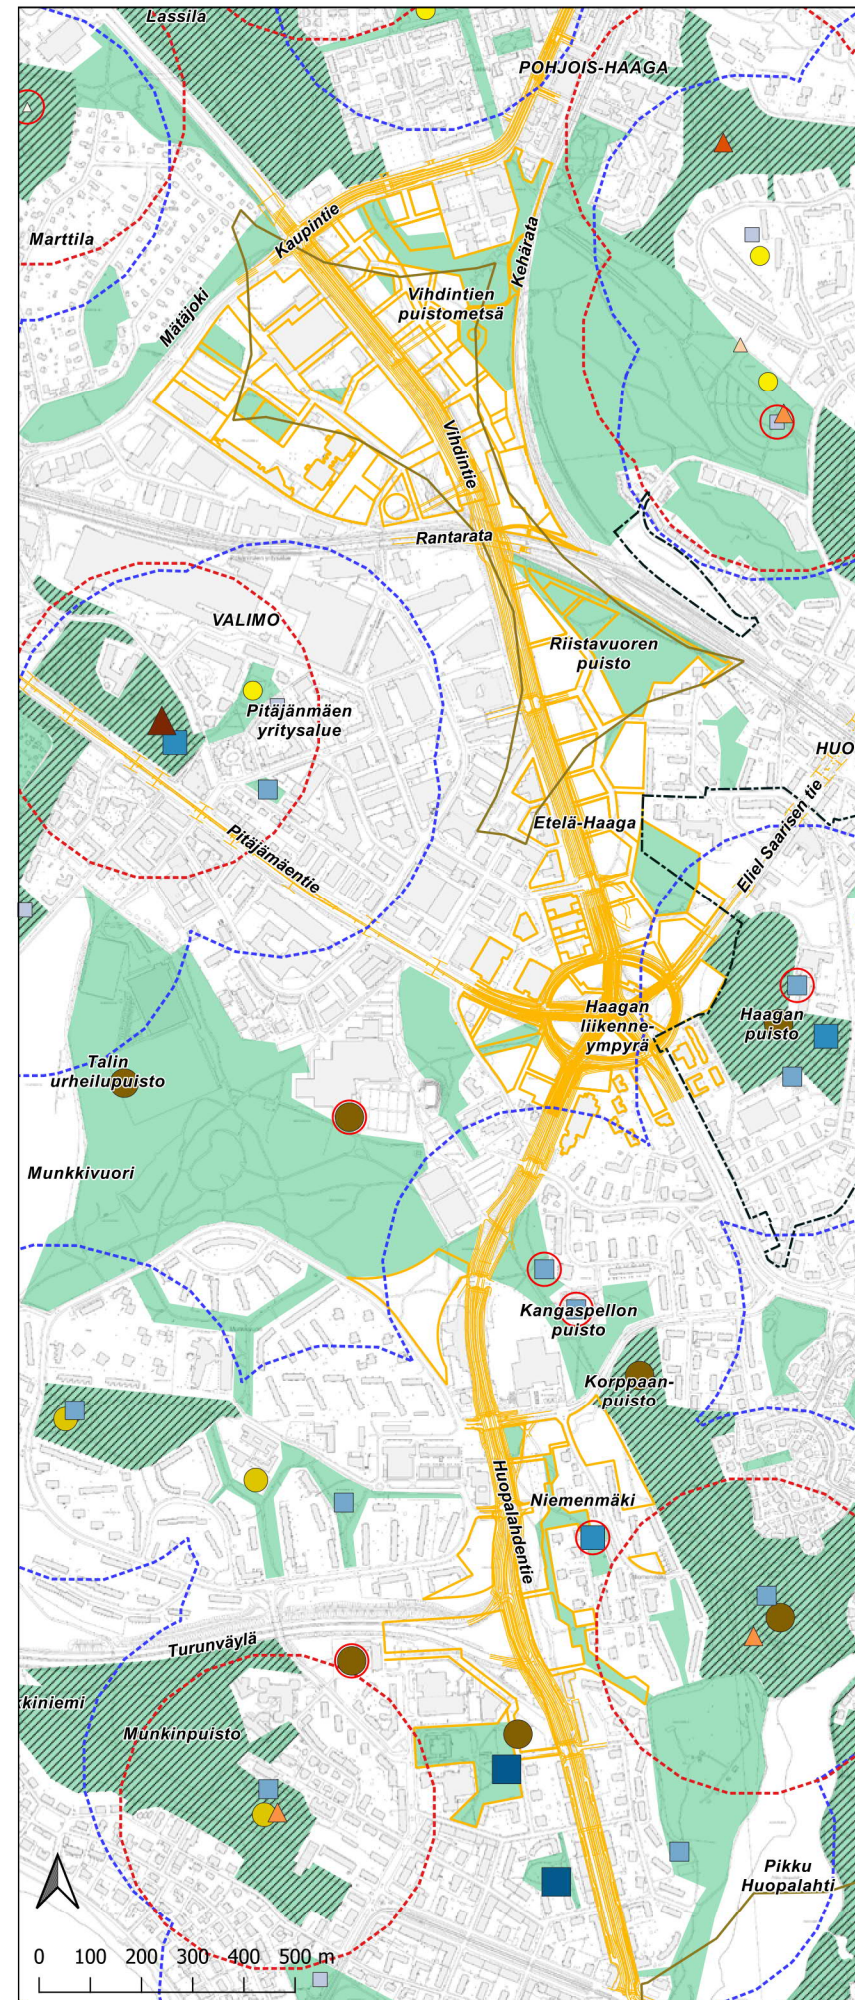 Lassila
POHJOIS-HAAGA
Marttila
Kaupintie
Kehärata
Mätäjoki
Vihdintien
puistometsä
Vihdintie
Rantarata
VALIMO
Riistavuoren
puisto
Pitäjänmäen
yritysalue
HUO
Pitäjämäentie
Etelä-Haaga
Eliel Saarisen tie
Haagan
liikenne-
ympyrä
Haagan
puisto
Talin
urheilupuisto
Munkkivuori
Kangaspellon
puisto
Korppaan-
puisto
Huopalahdentie
Niemenmäki
Turunväylä
kkiniemi
Munkinpuisto
Pikku
Huopalahti
0 100 200 300 400 500 m